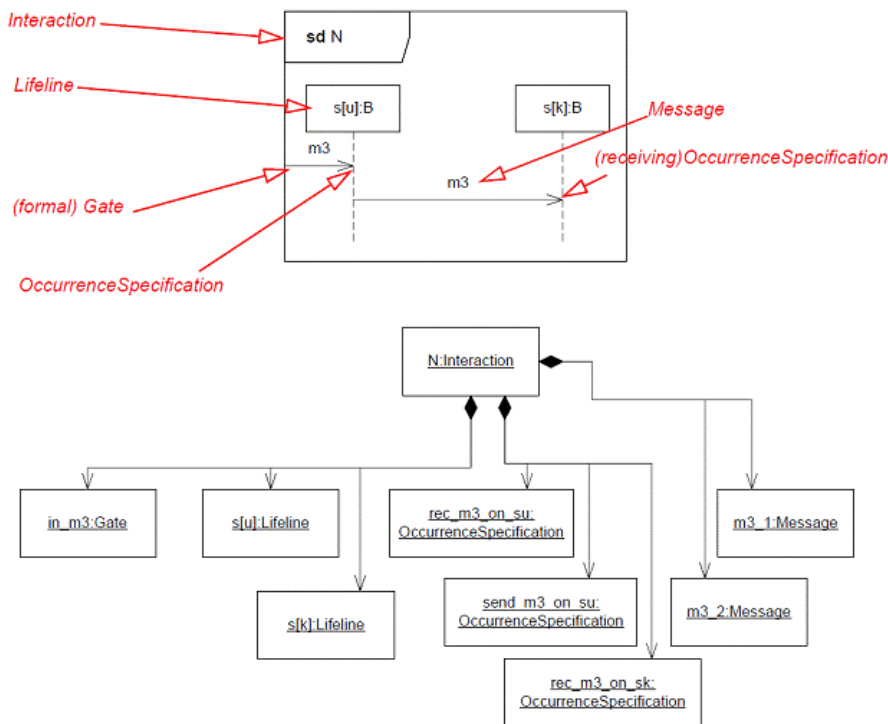 Interaction
sd N
Lifeline
s[u]:B
s[k]:B
Message
m3
(receiving)OccurrenceSpecification
m3
(formal) Gate
OccurrenceSpecification
N:Interaction
in_m3:Gate
s[u]:Lifeline
rec_m3_on_su:
OccurrenceSpecification
m3_1:Message
s[k]:Lifeline
send_m3_on_su:
OccurrenceSpecification
m3_2:Message
rec_m3_on_sk:
OccurrenceSpecification